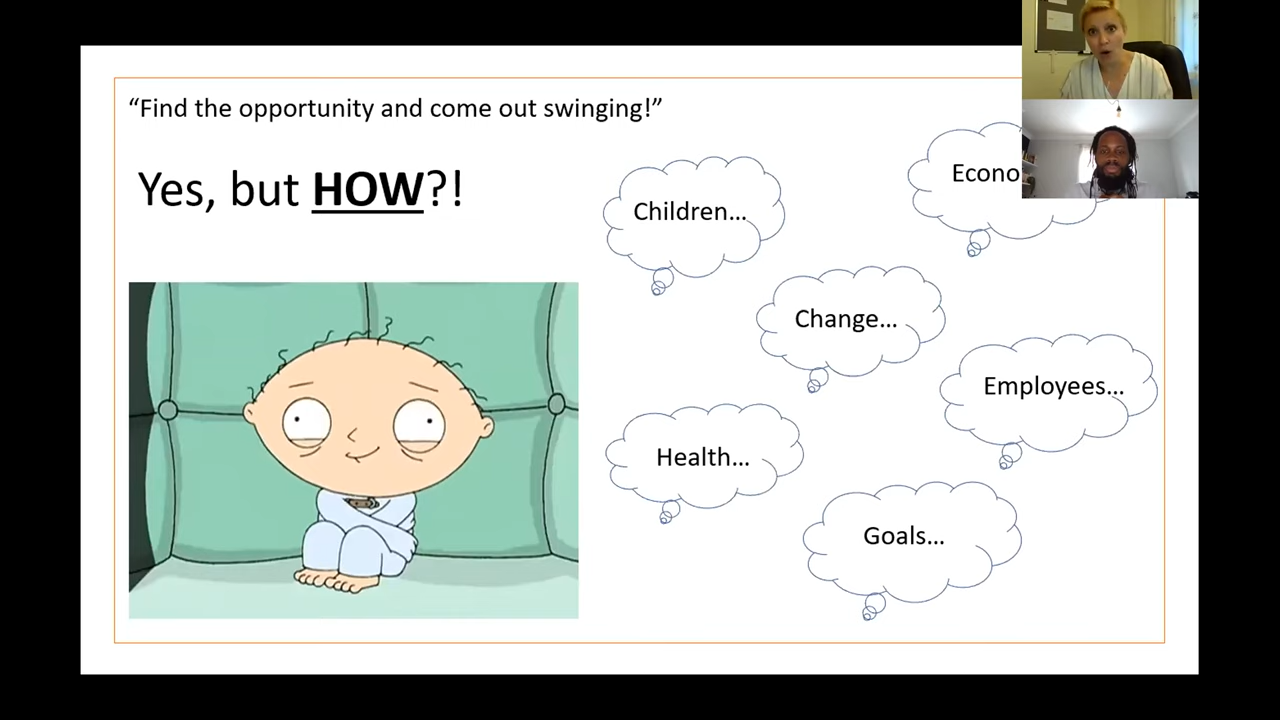 “Find the opportunity and come out swinging!”
Yes, but HOW?!
Children…
Change…
Employees…
Health…
Goals…